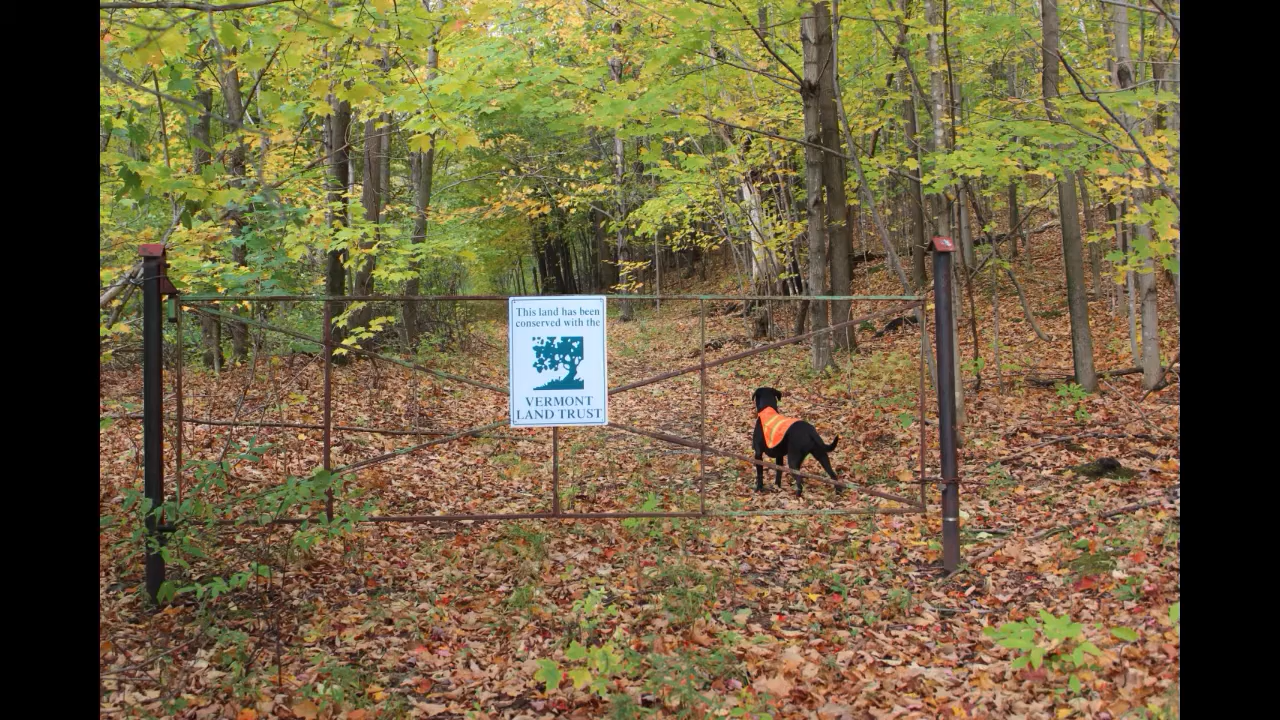 This land has been
conserved with the
VERMONT
LAND TRUST